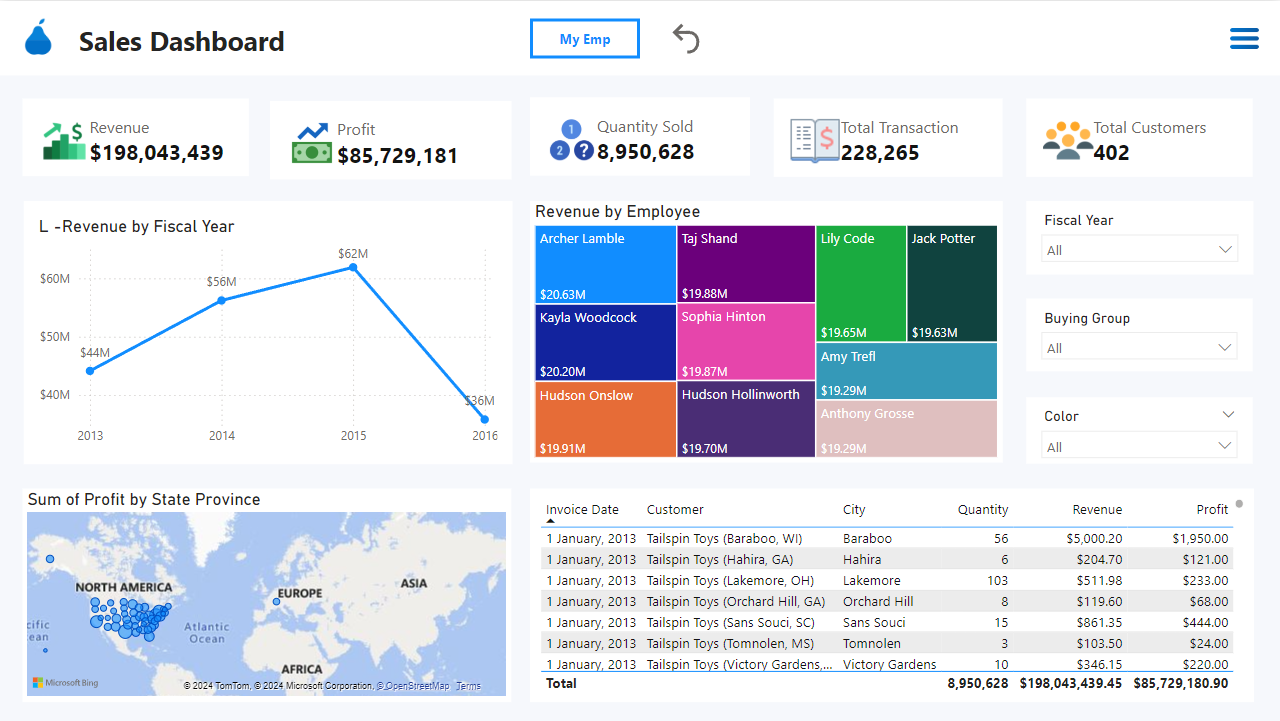 Sales Dashboard
My Emp
Revenue
$198,043,439
Profit
$85,729,181
1
2
?
Quantity Sold
8,950,628
$
Total Transaction
228,265
Total Customers
402
L -Revenue by Fiscal Year
$60M
$50M
$40M
$44M
$56M
$62M
$36M
2013 2014 2015 2016
Revenue by Employee
Archer Lamble
$20.63M
Kayla Woodcock
$20.20M
Hudson Onslow
$19.91M
Taj Shand
$19.88M
Sophia Hinton
$19.87M
Hudson Hollinworth
$19.70M
Lily Code
$19.65M
Jack Potter
$19.63M
Amy Trefl
$19.29M
Anthony Grosse
$19.29M
Fiscal Year
All
Buying Group
All
Color
All
Sum of Profit by State Province
NORTH AMERICA
EUROPE
ASIA
AFRICA
Atlantic
Ocean
cific
ean
Microsoft Bing
© 2024 TomTom, © 2024 Microsoft Corporation, © OpenStreetMap Terms
Invoice Date Customer City Quantity Revenue Profit
1 January, 2013 Tailspin Toys (Baraboo, WI) Baraboo 56 $5,000.20 $1,950.00
1 January, 2013 Tailspin Toys (Hahira, GA) Hahira 6 $204.70 $121.00
1 January, 2013 Tailspin Toys (Lakemore, OH) Lakemore 103 $511.98 $233.00
1 January, 2013 Tailspin Toys (Orchard Hill, GA) Orchard Hill 8 $119.60 $68.00
1 January, 2013 Tailspin Toys (Sans Souci, SC) Sans Souci 15 $861.35 $444.00
1 January, 2013 Tailspin Toys (Tomnolen, MS) Tomnolen 3 $103.50 $24.00
1 January, 2013 Tailspin Toys (Victory Gardens,... Victory Gardens 10 $346.15 $220.00
Total 8,950,628 $198,043,439.45 $85,729,180.90